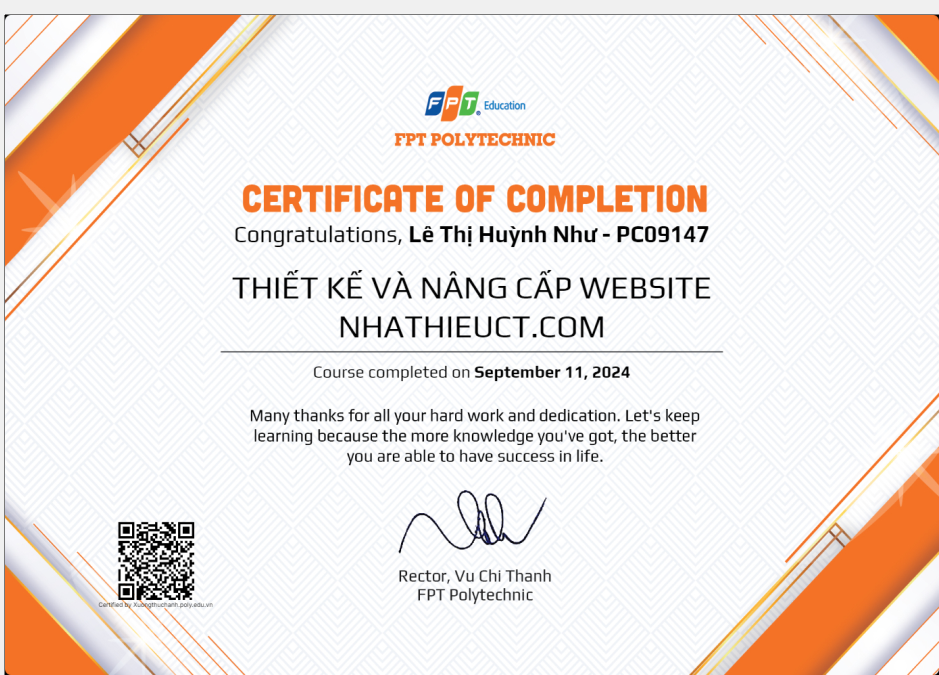 FPT Education
FPT POLYTECHNIC
CERTIFICATE OF COMPLETION
Congratulations, Lê Thị Huỳnh Như - PC09147
THIẾT KẾ VÀ NÂNG CẤP WEBSITE
NHATHIEUCT.COM
Course completed on September 11, 2024
Many thanks for all your hard work and dedication. Let's keep
learning because the more knowledge you've got, the better
you are able to have success in life.
Rector, Vu Chi Thanh
FPT Polytechnic
Certified by Xuongthuchanh.poly.edu.vn